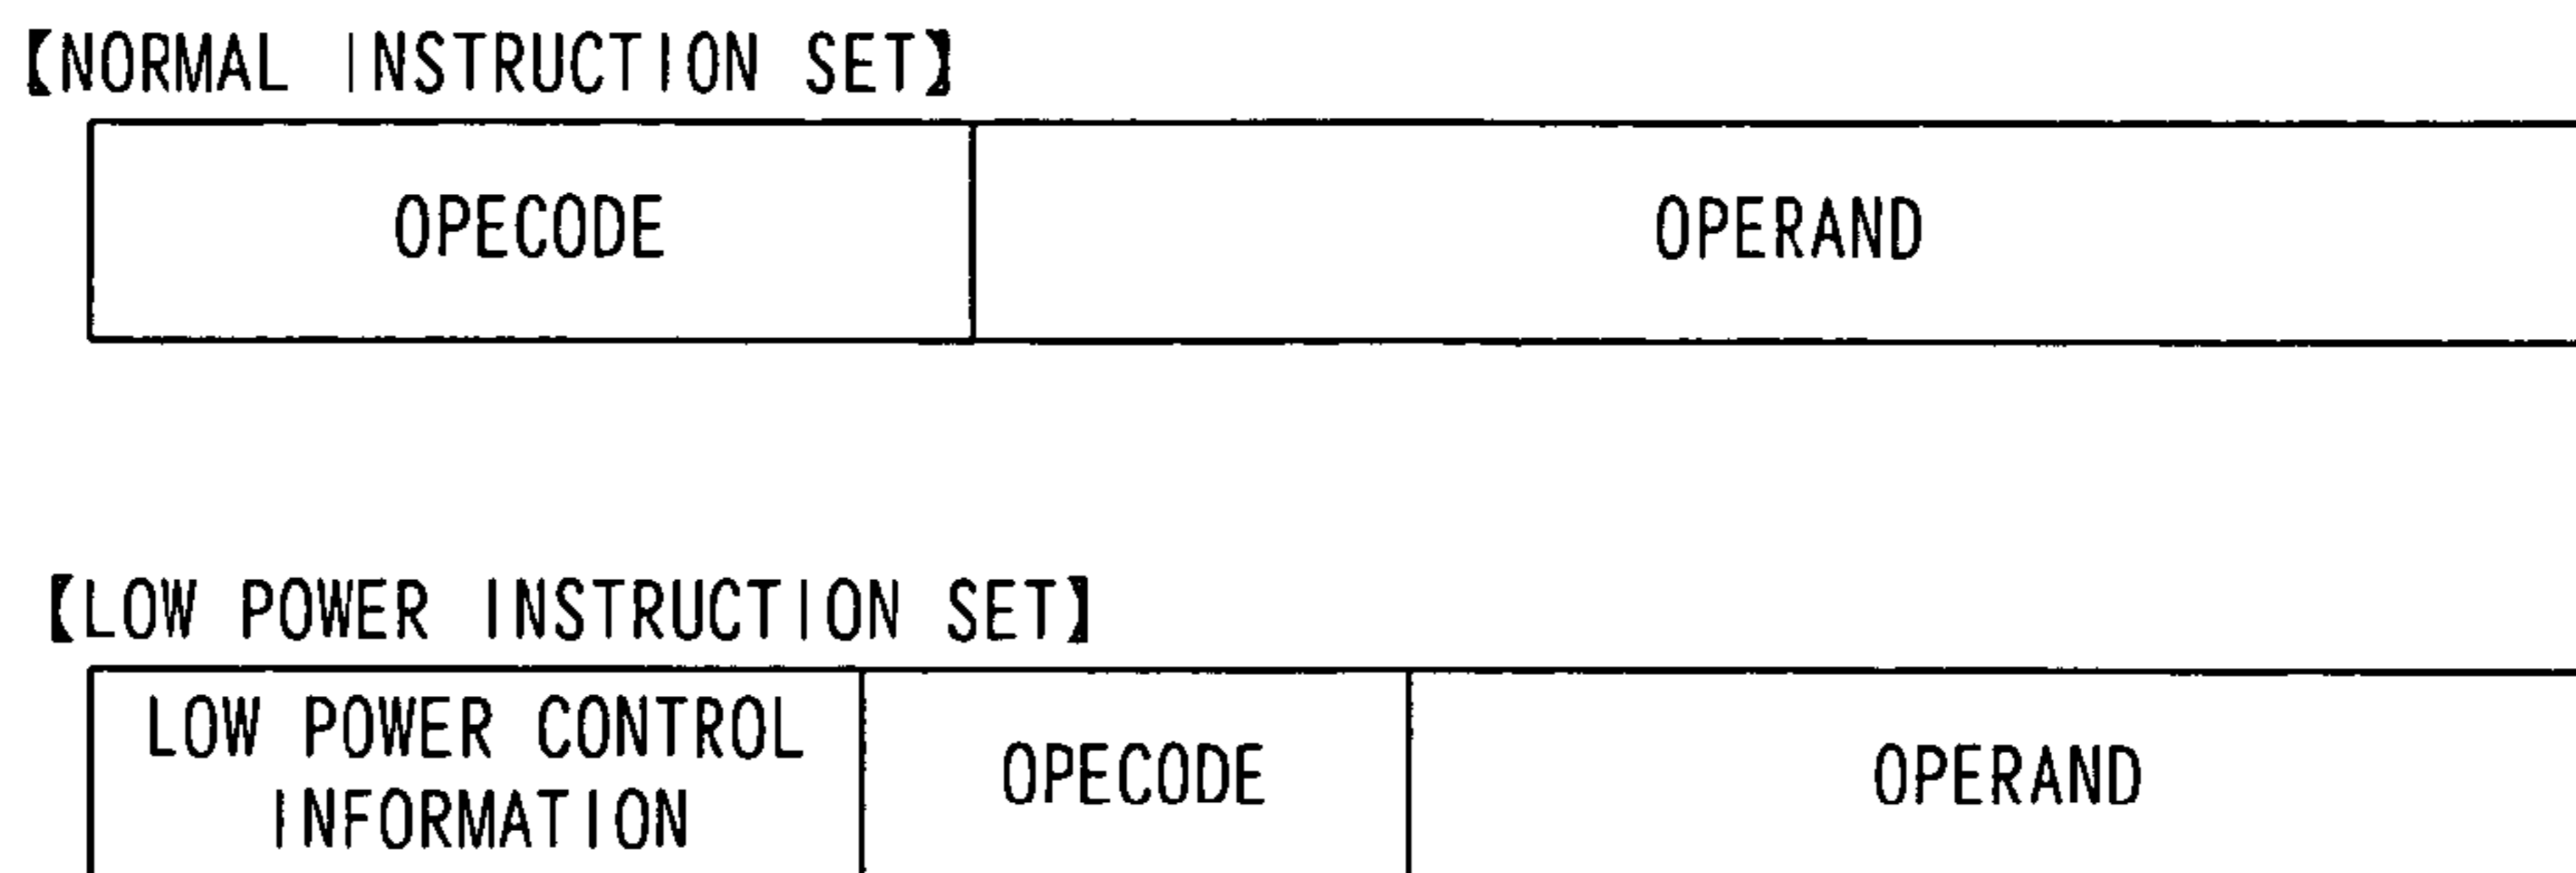 【NORMAL INSTRUCTION SET】
OPECODE OPERAND
【LOW POWER INSTRUCTION SET】
LOW POWER CONTROL
INFORMATION
OPECODE OPERAND